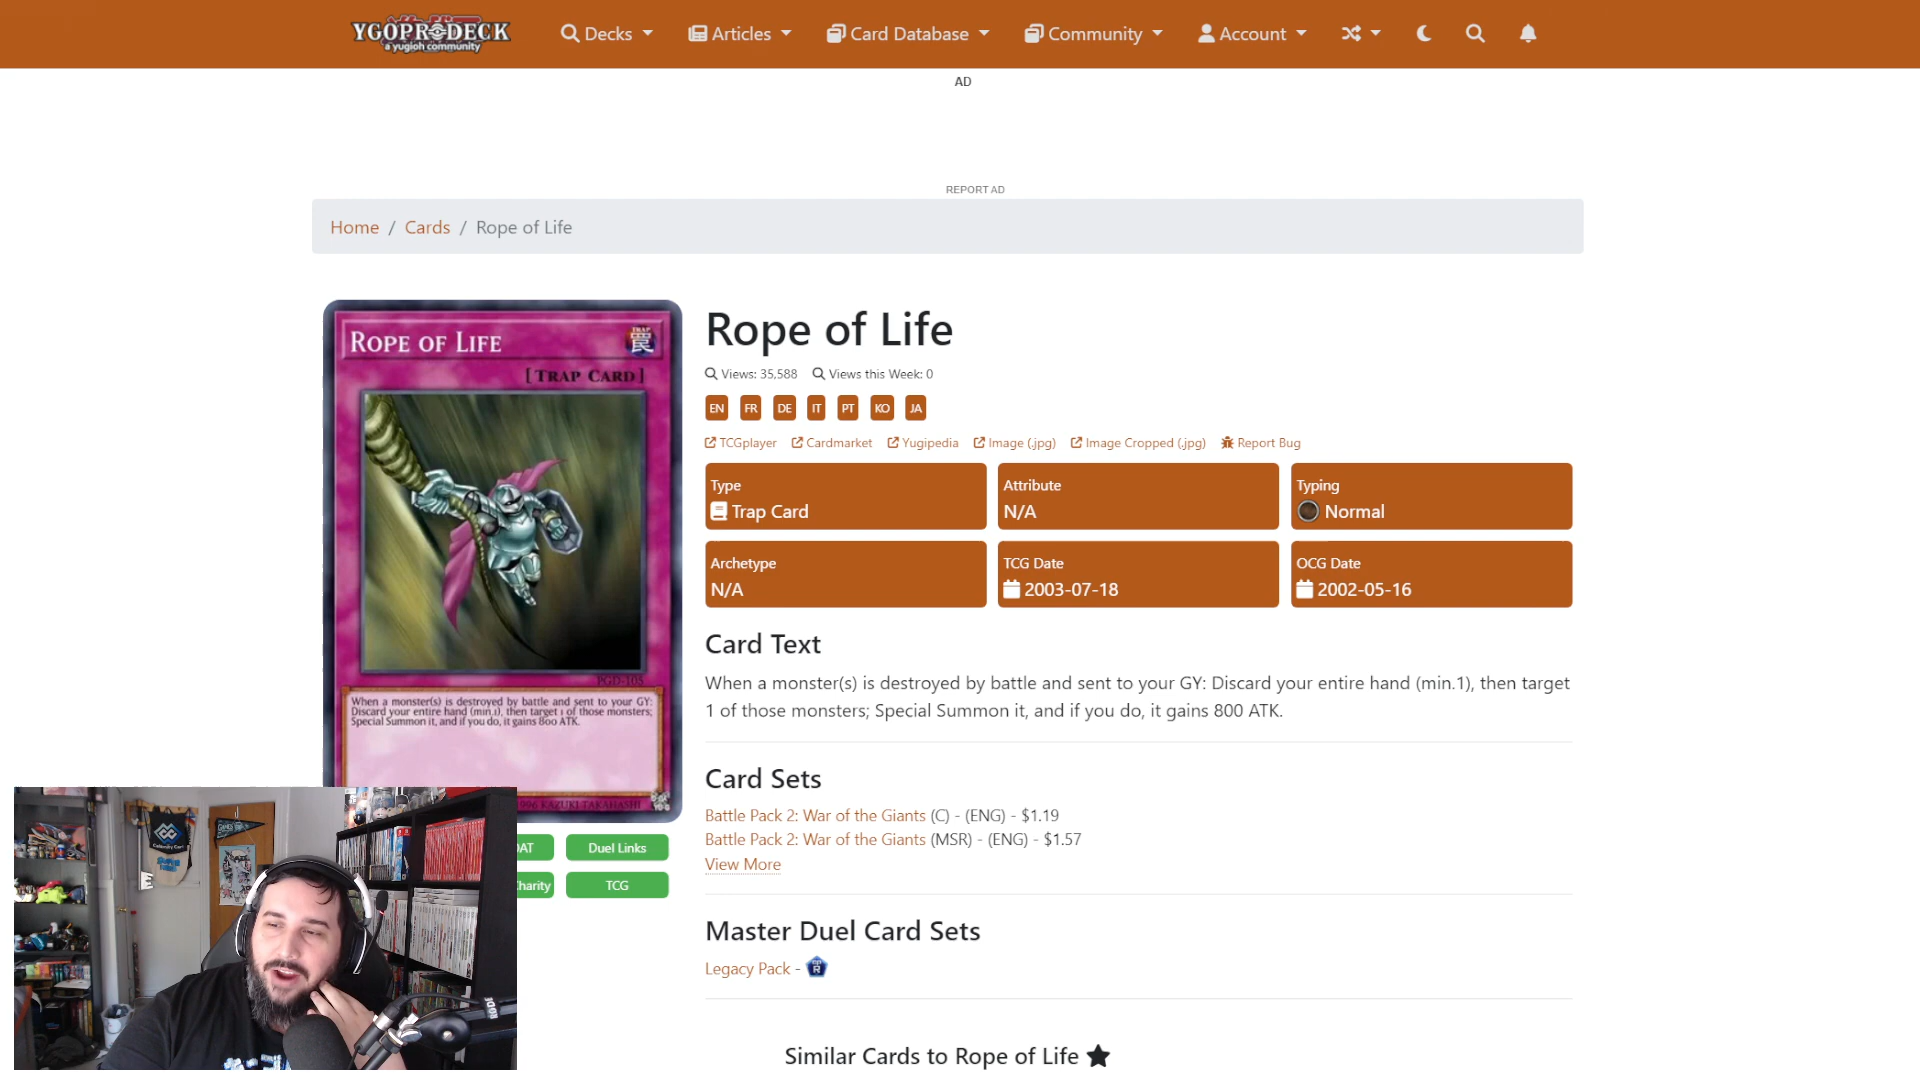 YGOPRODECK
a yugioh community
Decks
Articles
Card Database
Community
Account
AD
REPORT AD
Home / Cards / Rope of Life
ROPE OF LIFE
TRAP
罠
[TRAP CARD]
PGD-105
When a monster(s) is destroyed by battle and sent to your GY:
Discard your entire hand (min.1), then target 1 of those monsters;
Special Summon it, and if you do, it gains 800 ATK.
1996 KAZUKI TAKAHASHI
Rope of Life
Views: 35,588 Views this Week: 0
EN FR DE IT PT KO JA
TCGplayer Cardmarket Yugipedia Image (.jpg) Image Cropped (.jpg) Report Bug
Type
Trap Card
Attribute
N/A
Typing
Normal
Archetype
N/A
TCG Date
2003-07-18
OCG Date
2002-05-16
Card Text
When a monster(s) is destroyed by battle and sent to your GY: Discard your entire hand (min.1), then target
1 of those monsters; Special Summon it, and if you do, it gains 800 ATK.
Card Sets
Battle Pack 2: War of the Giants (C) - (ENG) - $1.19
Battle Pack 2: War of the Giants (MSR) - (ENG) - $1.57
View More
Master Duel Card Sets
Legacy Pack - R
Similar Cards to Rope of Life
Duel Links
TCG